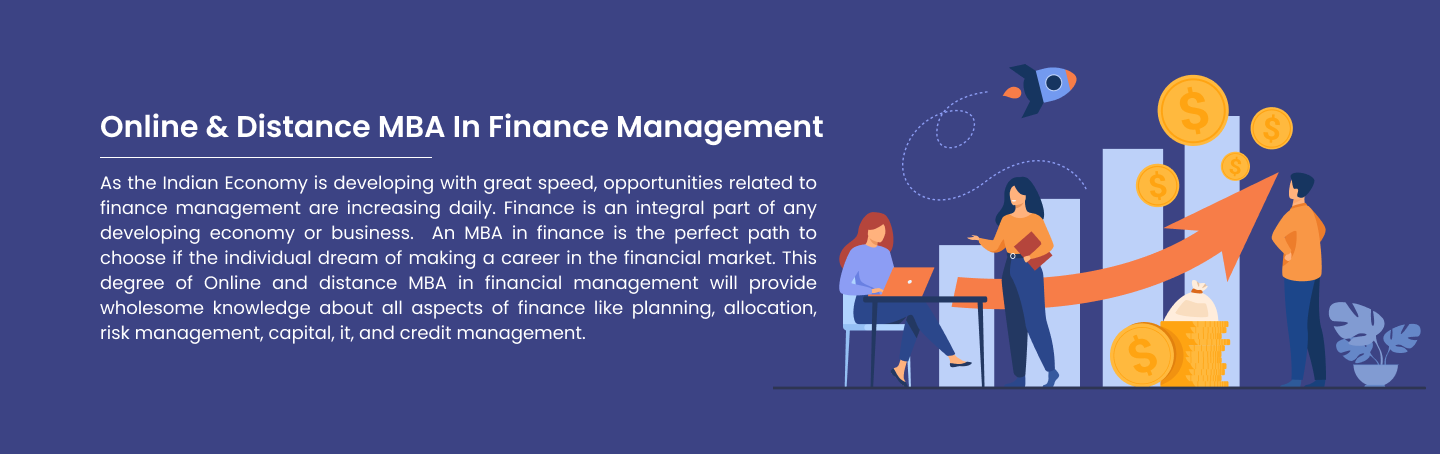 Online & Distance MBA In Finance Management
As the Indian Economy is developing with great speed, opportunities related to
finance management are increasing daily. Finance is an integral part of any
developing economy or business.  An MBA in finance is the perfect path to
choose if the individual dream of making a career in the financial market. This
degree of Online and distance MBA in financial management will provide
wholesome knowledge about all aspects of finance like planning, allocation,
risk management, capital, it, and credit management.
$
$
$
$
$